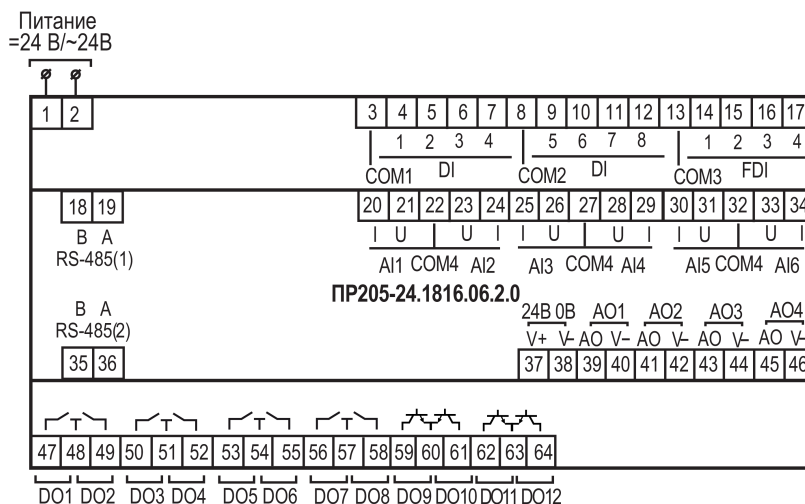 Питание
=24 В/~24В
1 2 3 4 5 6 7 8 9 10 11 12 13 14 15 16 17
1 2 3 4 5 6 7 8 1 2 3 4
COM1 DI COM2 DI COM3 FDI
18 19 20 21 22 23 24 25 26 27 28 29 30 31 32 33 34
B A I U U I I U U I I U U I
RS-485(1) AI1 COM4 AI2 AI3 COM4 AI4 AI5 COM4 AI6
ПР205-24.1816.06.2.0
B A 24В 0В AO1 AO2 AO3 AO4
RS-485(2) V+ V- AO V- AO V- AO V- AO V-
35 36 37 38 39 40 41 42 43 44 45 46
47 48 49 50 51 52 53 54 55 56 57 58 59 60 61 62 63 64
DO1 DO2 DO3 DO4 DO5 DO6 DO7 DO8 DO9 DO10 DO11 DO12